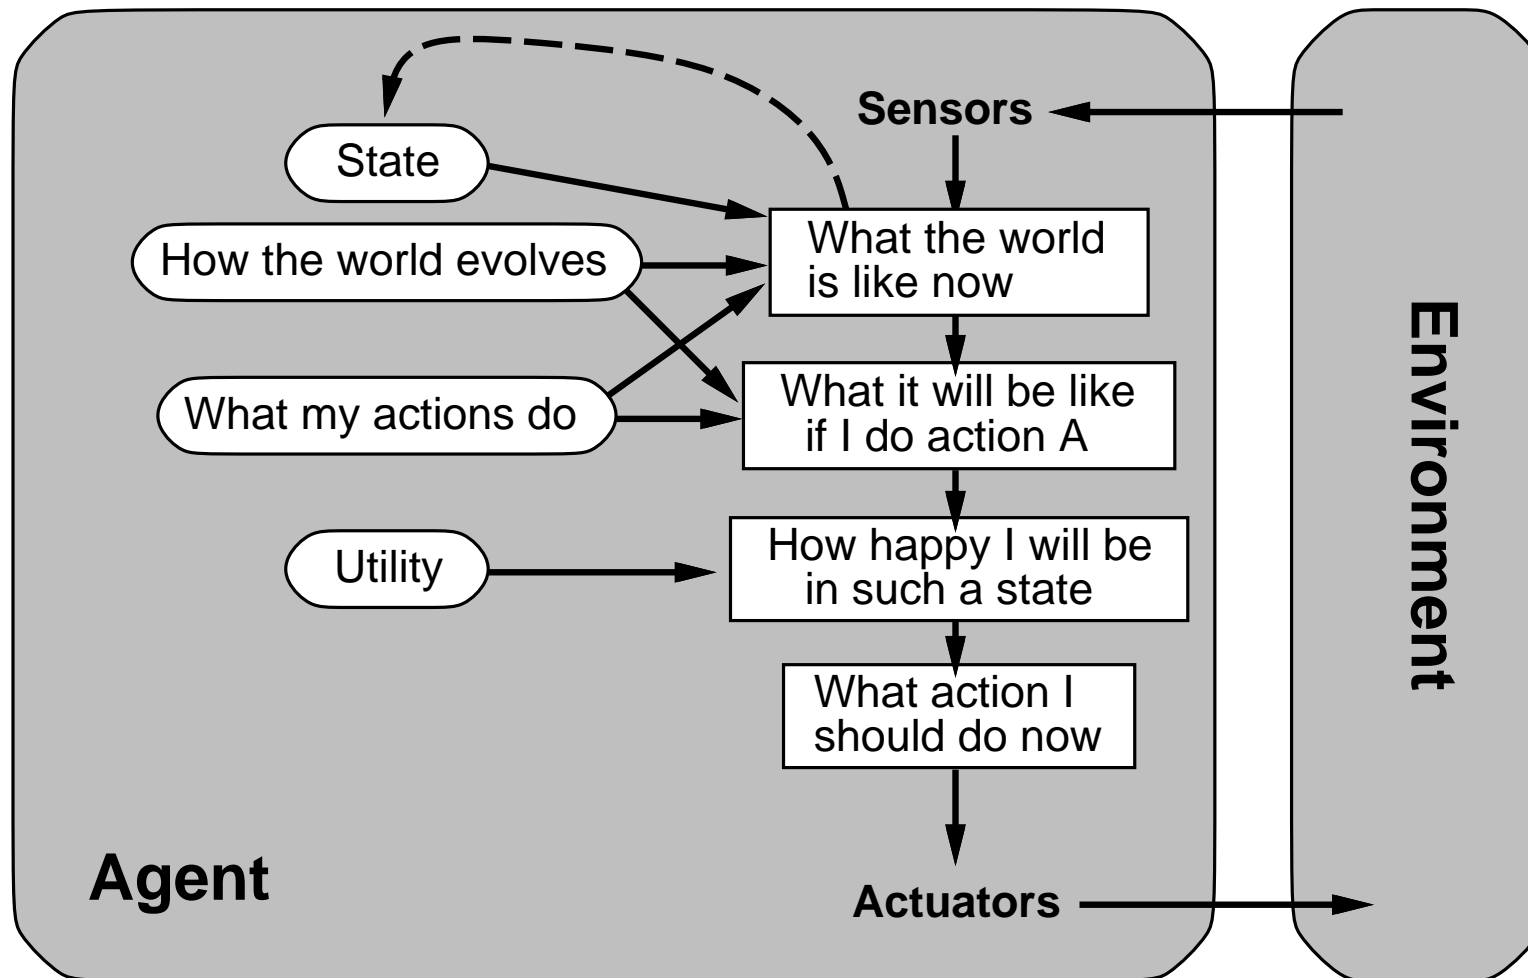 Sensors
State
What the world
is like now
How the world evolves
What it will be like
if I do action A
What my actions do
How happy I will be
in such a state
Utility
What action I
should do now
Agent
Actuators
Environment